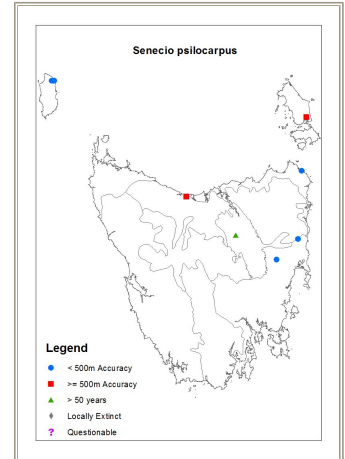 Senecio psilocarpus
Legend
< 500m Accuracy
>= 500m Accuracy
> 50 years
Locally Extinct
? Questionable